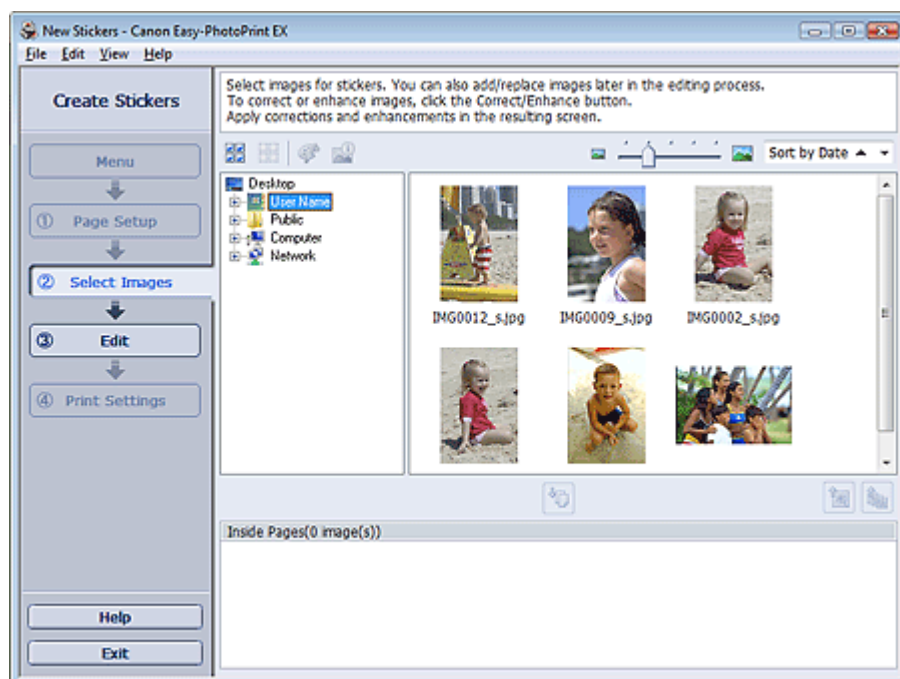 New Stickers - Canon Easy-PhotoPrint EX
File Edit View Help
Create Stickers
Select images for stickers. You can also add/replace images later in the editing process.
To correct or enhance images, click the Correct/Enhance button.
Apply corrections and enhancements in the resulting screen.
Menu
① Page Setup
② Select Images
③ Edit
④ Print Settings
Sort by Date
Desktop
User Name
Public
Computer
Network
IMG0012_s.jpg IMG0009_s.jpg IMG0002_s.jpg
Inside Pages(0 image(s))
Help
Exit